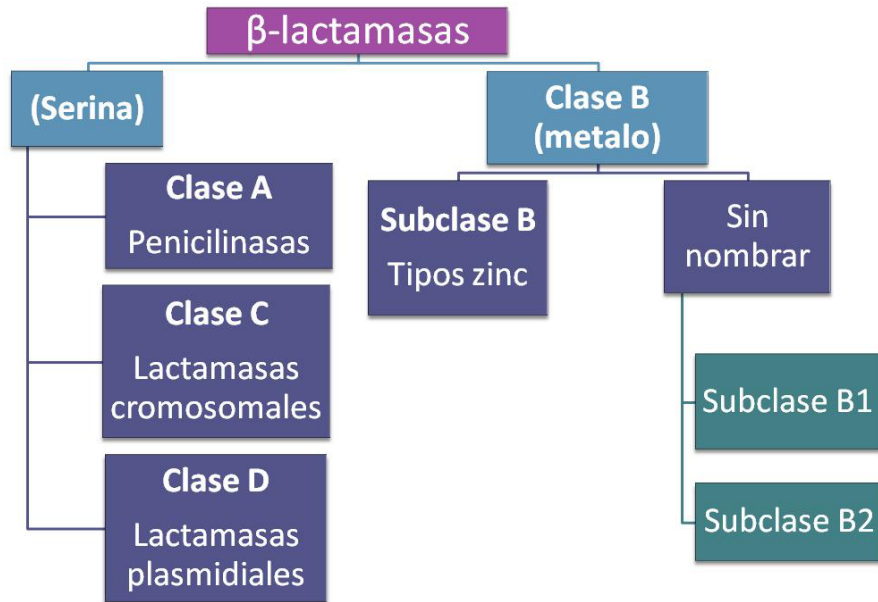 β-lactamasas
(Serina)
Clase A
Penicilinasas
Clase C
Lactamasas
cromosomales
Clase D
Lactamasas
plasmidiales
Clase B
(metalo)
Subclase B
Tipos zinc
Sin
nombrar
Subclase B1
Subclase B2